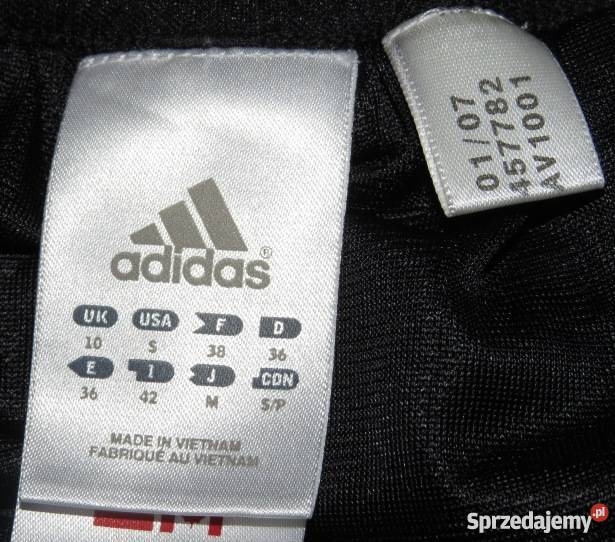 adidas®
UK USA F D
10 S 38 36
E I J CDN
36 42 M S/P
MADE IN VIETNAM
FABRIQUÉ AU VIETNAM
01/07
457782
AV1001
Sprzedajemy.pl